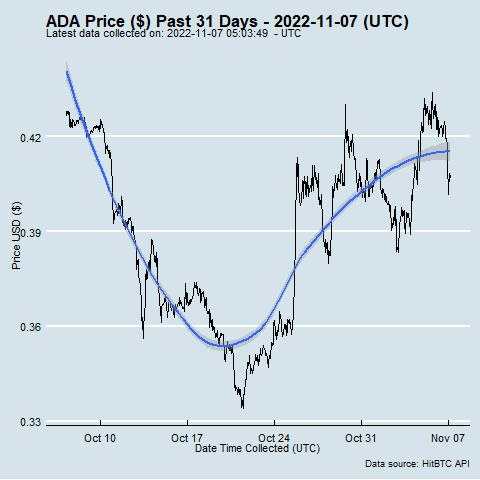 ADA Price ($) Past 31 Days - 2022-11-07 (UTC)
Latest data collected on: 2022-11-07 05:03:49 - UTC
Price USD ($)
0.42
0.39
0.36
0.33
Oct 10 Oct 17 Oct 24 Oct 31 Nov 07
Date Time Collected (UTC)
Data source: HitBTC API